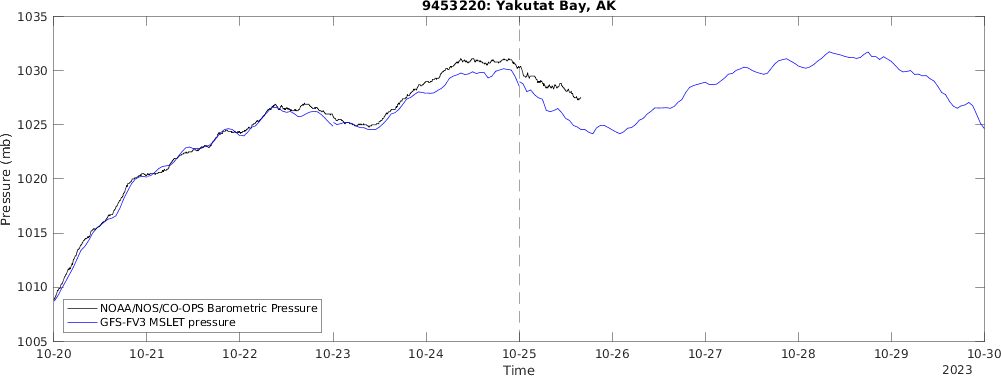 9453220: Yakutat Bay, AK
1035
1030
1025
1020
1015
1010
1005
Pressure (mb)
NOAA/NOS/CO-OPS Barometric Pressure
GFS-FV3 MSLET pressure
10-20 10-21 10-22 10-23 10-24 10-25 10-26 10-27 10-28 10-29 10-30
Time
2023